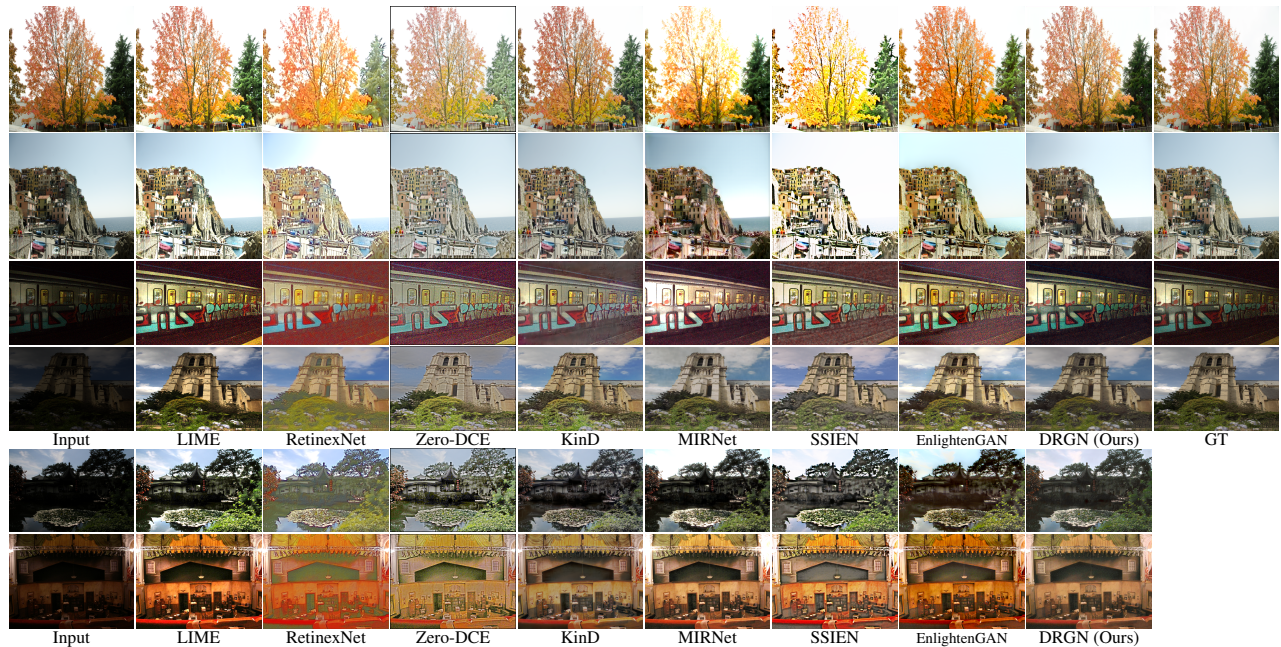 Input LIME RetinexNet Zero-DCE KinD MIRNet SSIEN EnlightenGAN DRGN (Ours) GT
Input LIME RetinexNet Zero-DCE KinD MIRNet SSIEN EnlightenGAN DRGN (Ours)